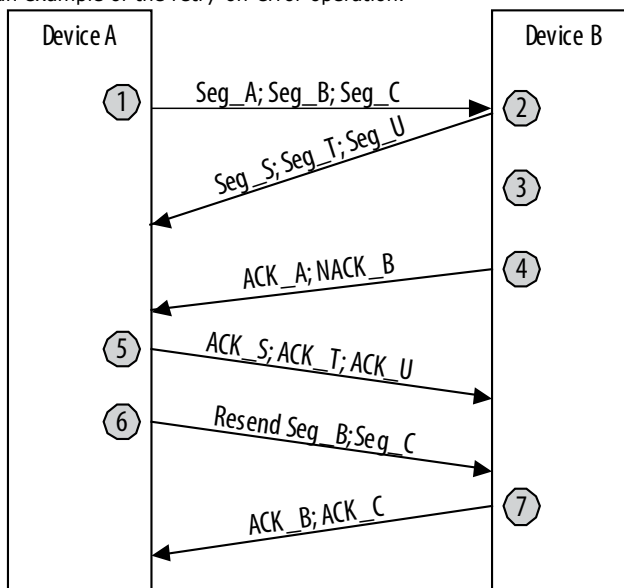 an example of the retry-on-error operation.
Device A
Device B
1
Seg_A; Seg_B; Seg_C
2
Seg_S; Seg_T; Seg_U
3
ACK_A; NACK_B
4
5
ACK_S; ACK_T; ACK_U
6
Resend Seg_B;Seg_C
7
ACK_B; ACK_C